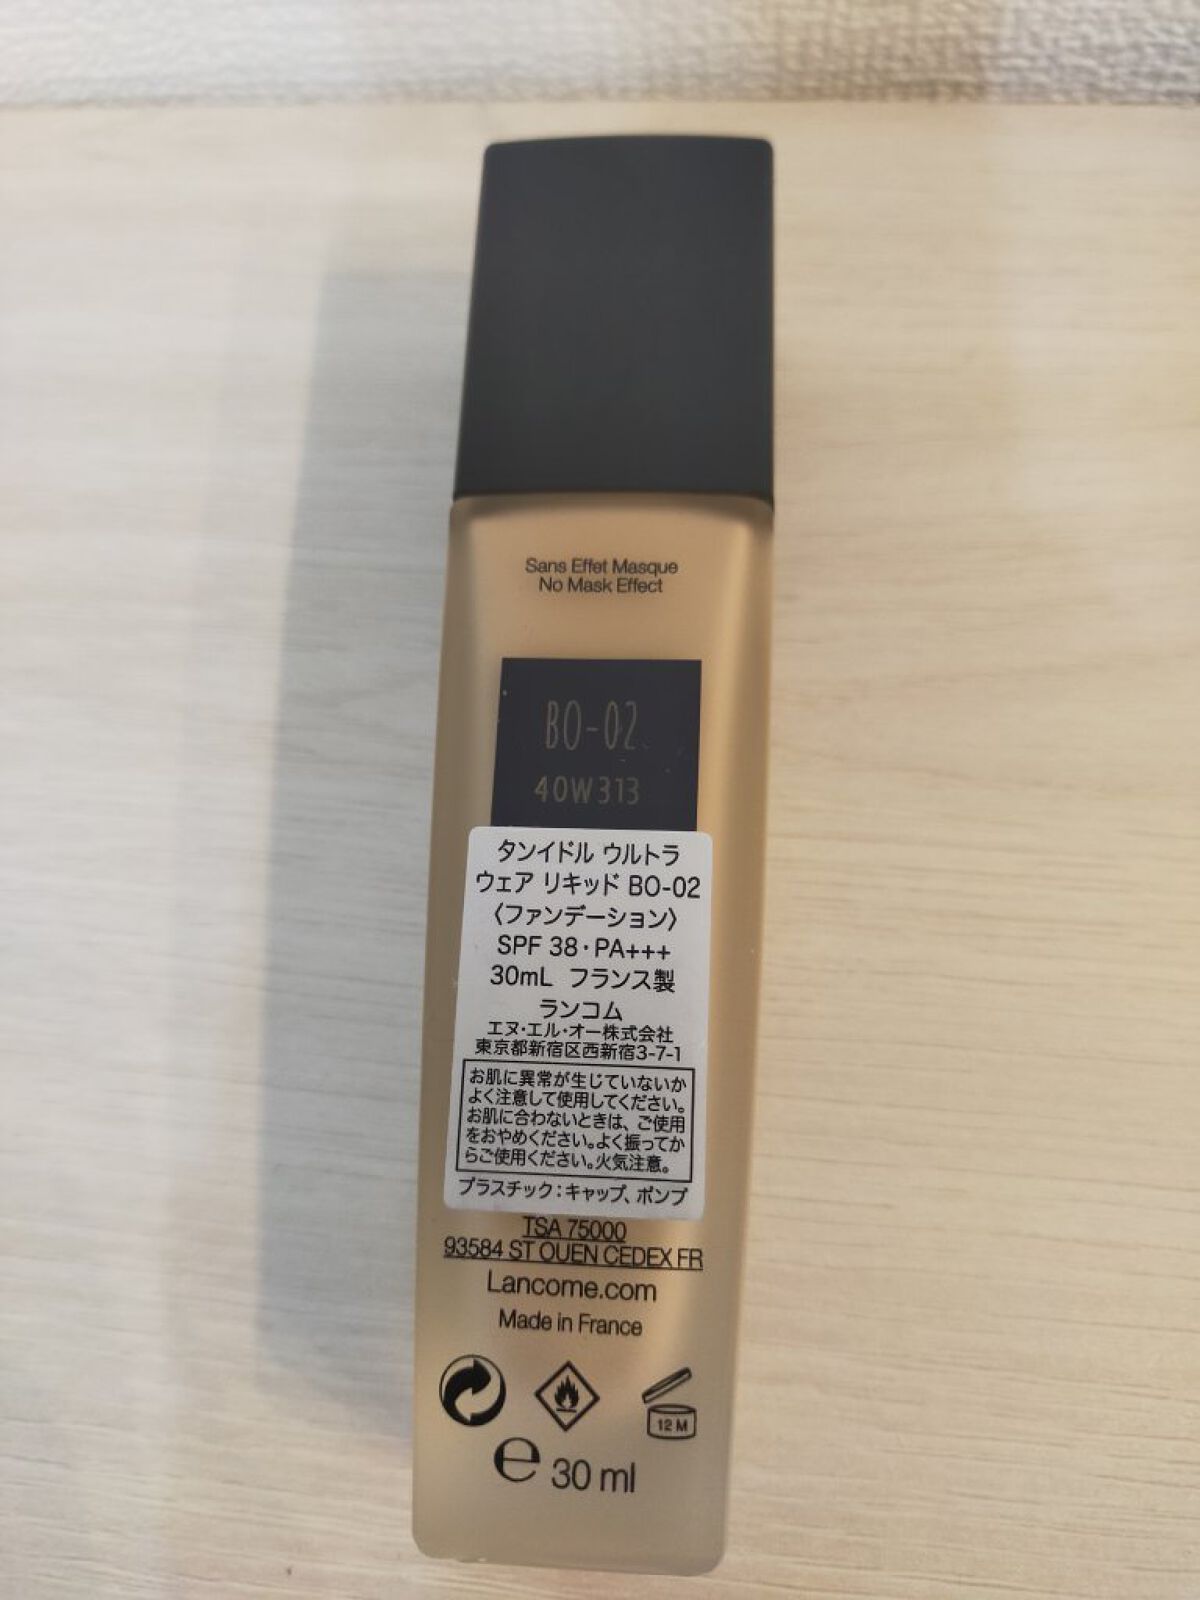 Sans Effet Masque
No Mask Effect
BO-02
40W313
タンイドル ウルトラ
ウェア リキッド BO-02
〈ファンデーション〉
SPF 38・PA+++
30mL フランス製
ランコム
エヌ・エル・オー株式会社
東京都新宿区西新宿3-7-1
お肌に異常が生じていないか
よく注意して使用してください。
お肌に合わないときは、ご使用
をおやめください。よく振ってか
らご使用ください。火気注意。
プラスチック：キャップ、ポンプ
TSA 75000
93584 ST OUEN CEDEX FR
Lancome.com
Made in France
12 M
e 30 ml